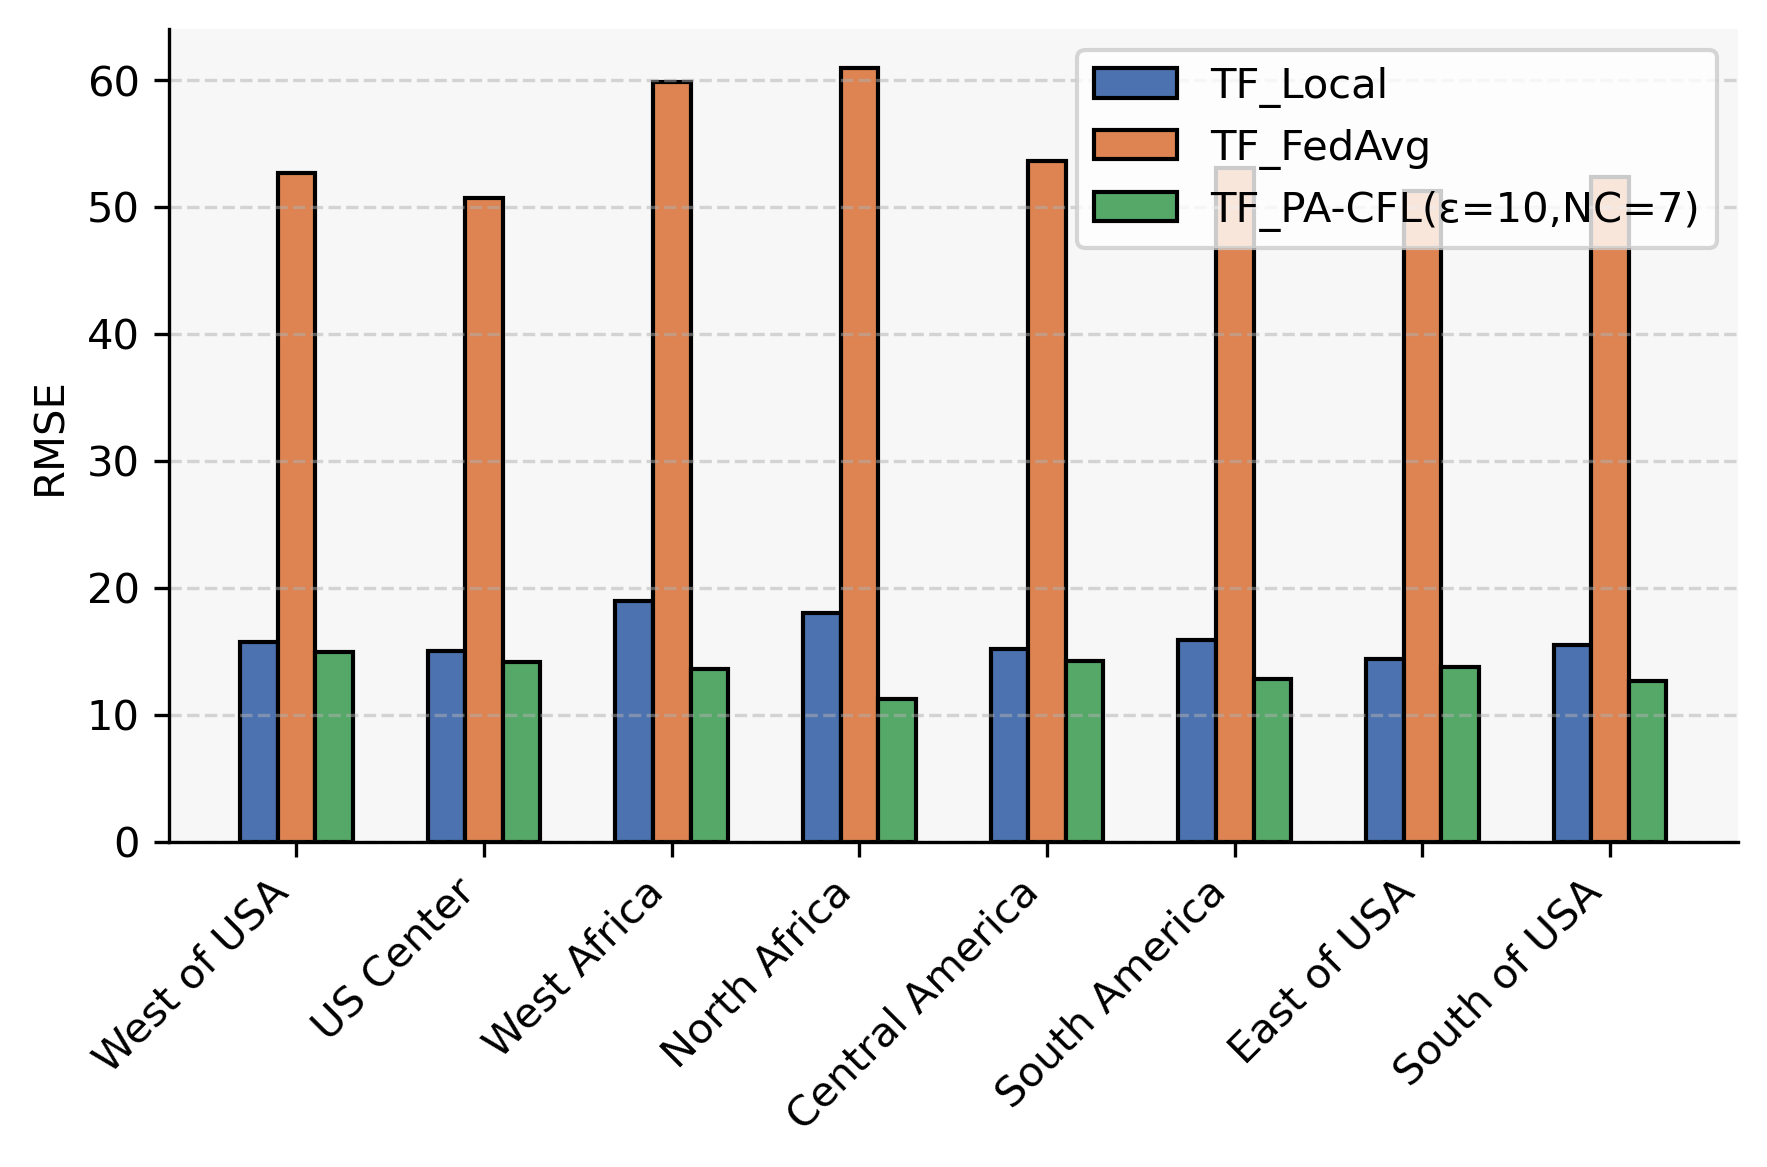 TF_Local
TF_FedAvg
TF_PA-CFL(ε=10,NC=7)
RMSE
60
50
40
30
20
10
0
West of USA
US Center
West Africa
North Africa
Central America
South America
East of USA
South of USA